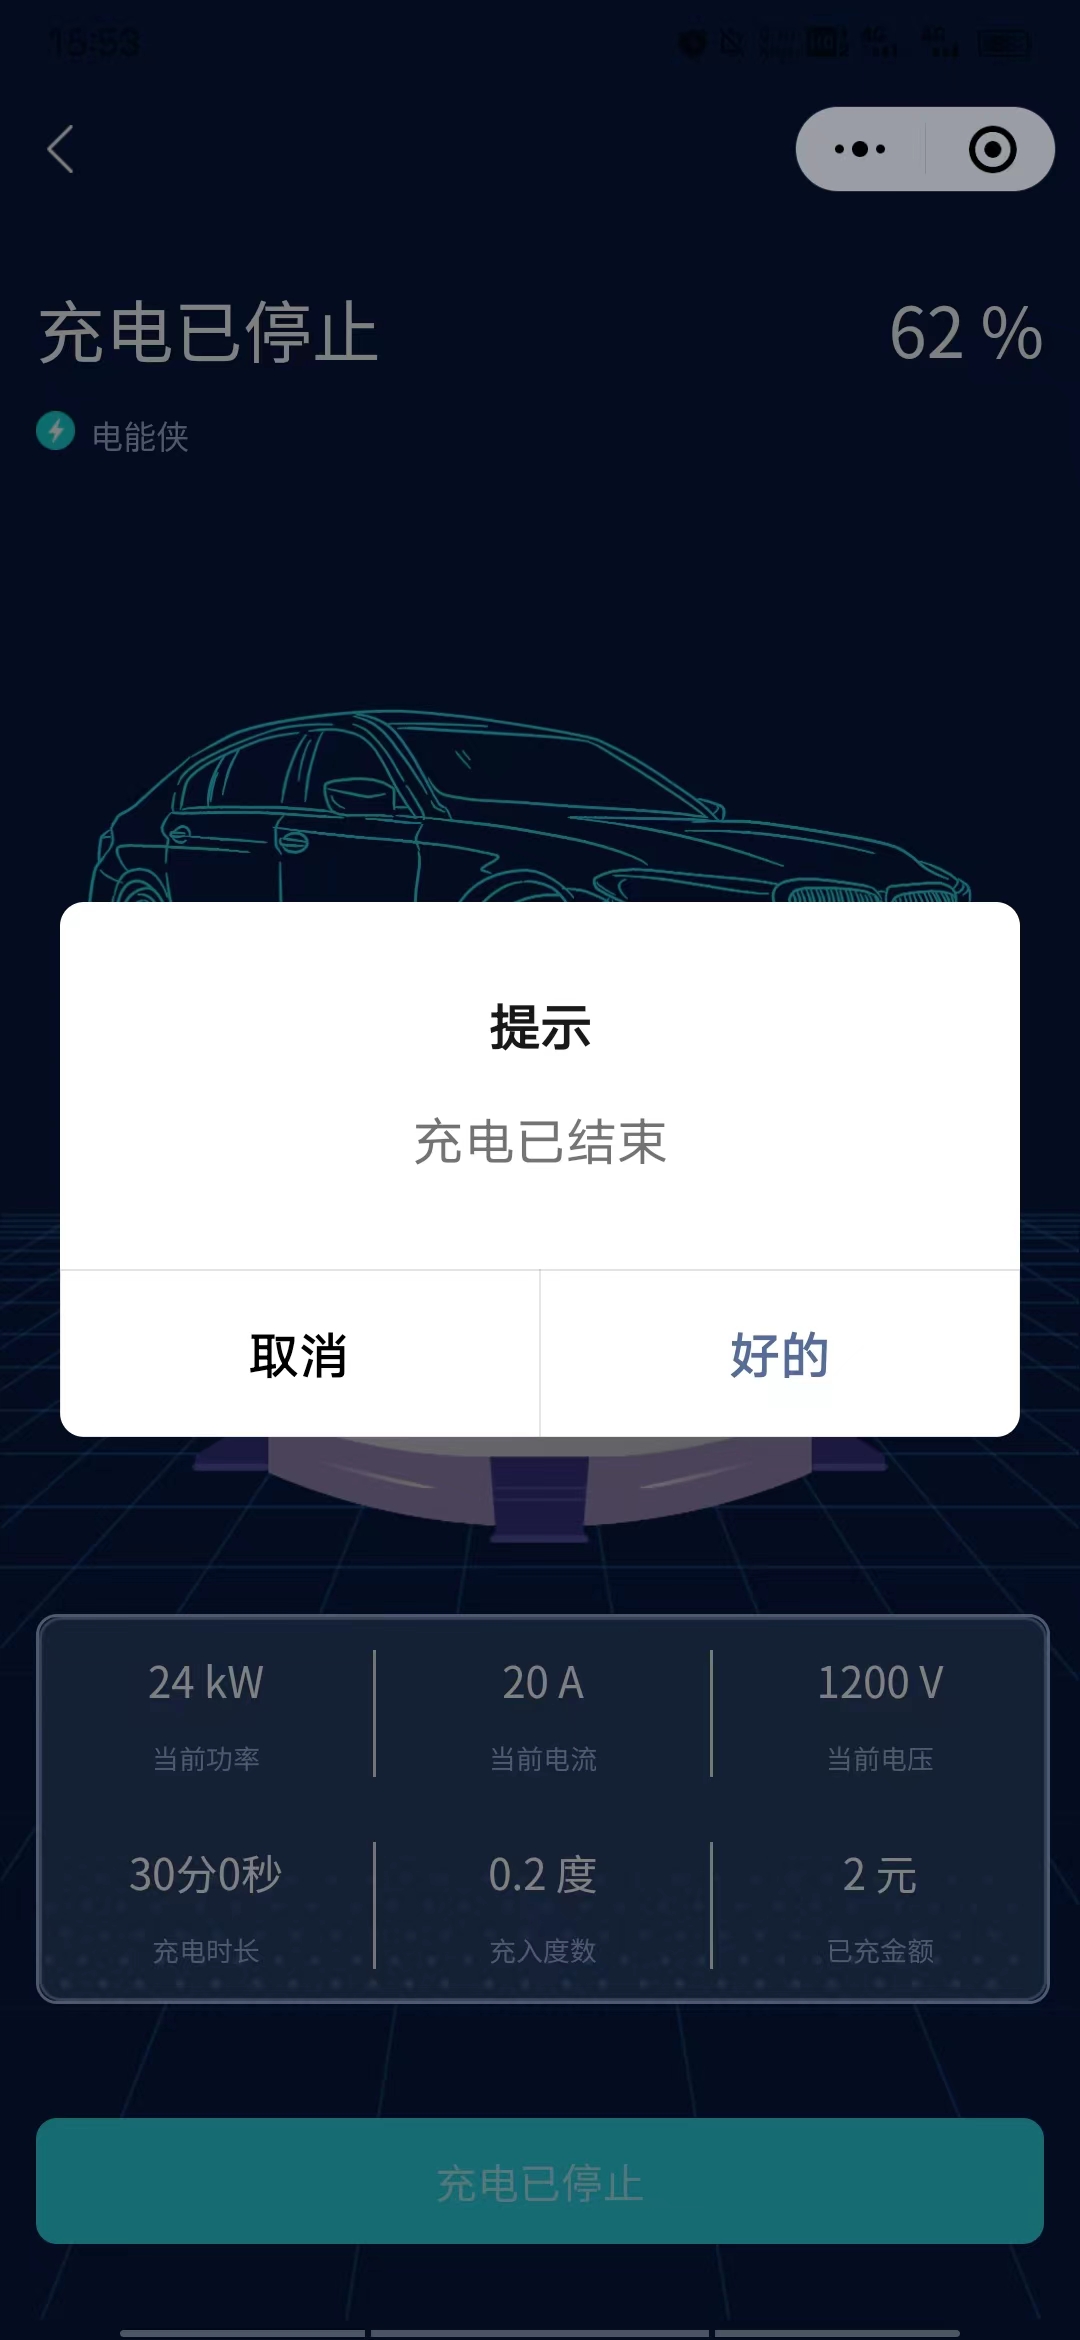 15:53
充电已停止
62 %
电能侠
提示
充电已结束
取消
好的
24 kW
20 A
1200 V
当前功率
当前电流
当前电压
30分0秒
0.2 度
2 元
充电时长
充入度数
已充金额
充电已停止